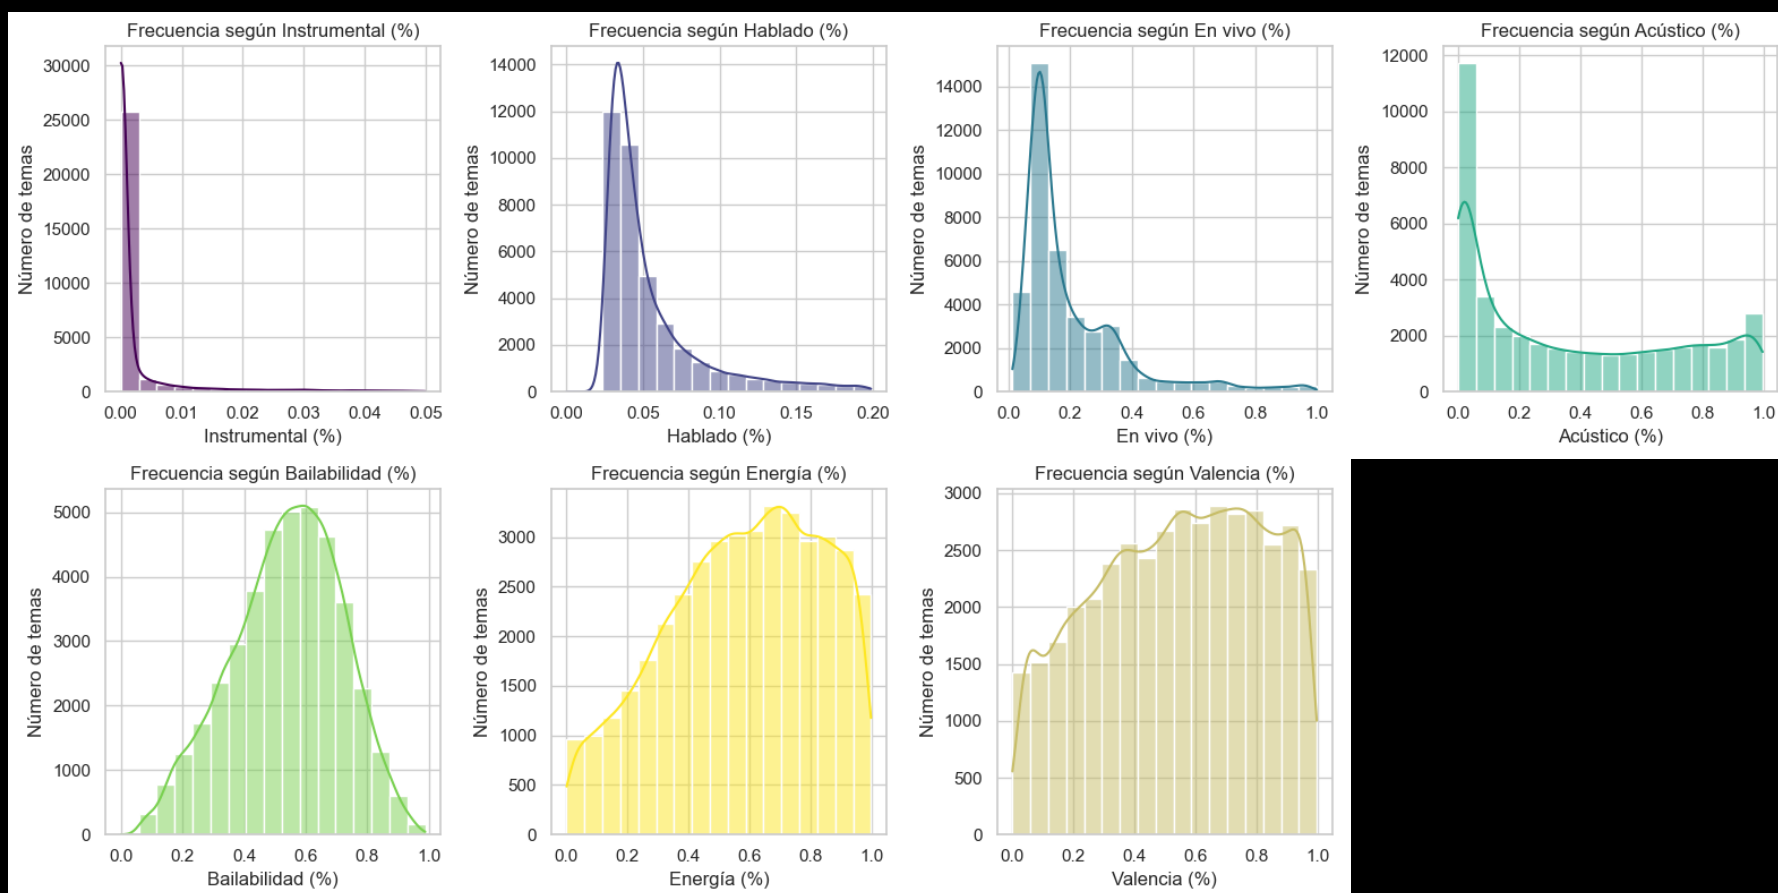 Frecuencia según Instrumental (%)
Número de temas
30000
25000
20000
15000
10000
5000
0
0.00 0.01 0.02 0.03 0.04 0.05
Instrumental (%)
Frecuencia según Hablado (%)
Número de temas
14000
12000
10000
8000
6000
4000
2000
0
0.00 0.05 0.10 0.15 0.20
Hablado (%)
Frecuencia según En vivo (%)
Número de temas
14000
12000
10000
8000
6000
4000
2000
0
0.0 0.2 0.4 0.6 0.8 1.0
En vivo (%)
Frecuencia según Acústico (%)
Número de temas
12000
10000
8000
6000
4000
2000
0
0.0 0.2 0.4 0.6 0.8 1.0
Acústico (%)
Frecuencia según Bailabilidad (%)
Número de temas
5000
4000
3000
2000
1000
0
0.0 0.2 0.4 0.6 0.8 1.0
Bailabilidad (%)
Frecuencia según Energía (%)
Número de temas
3000
2500
2000
1500
1000
500
0
0.0 0.2 0.4 0.6 0.8 1.0
Energía (%)
Frecuencia según Valencia (%)
Número de temas
3000
2500
2000
1500
1000
500
0
0.0 0.2 0.4 0.6 0.8 1.0
Valencia (%)